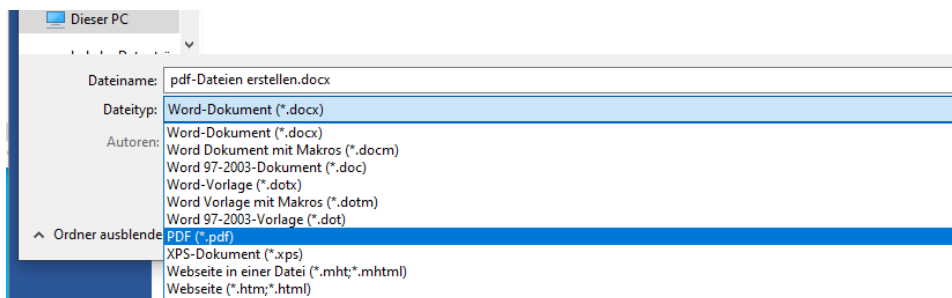 Dieser PC
Dateiname: pdf-Dateien erstellen.docx
Dateityp: Word-Dokument (*.docx)
Autoren:
Word-Dokument (*.docx)
Word Dokument mit Makros (*.docm)
Word 97-2003-Dokument (*.doc)
Word-Vorlage (*.dotx)
Word Vorlage mit Makros (*.dotm)
Word 97-2003-Vorlage (*.dot)
Ordner ausblende
PDF (*.pdf)
XPS-Dokument (*.xps)
Webseite in einer Datei (*.mht;*.mhtml)
Webseite (*.htm;*.html)